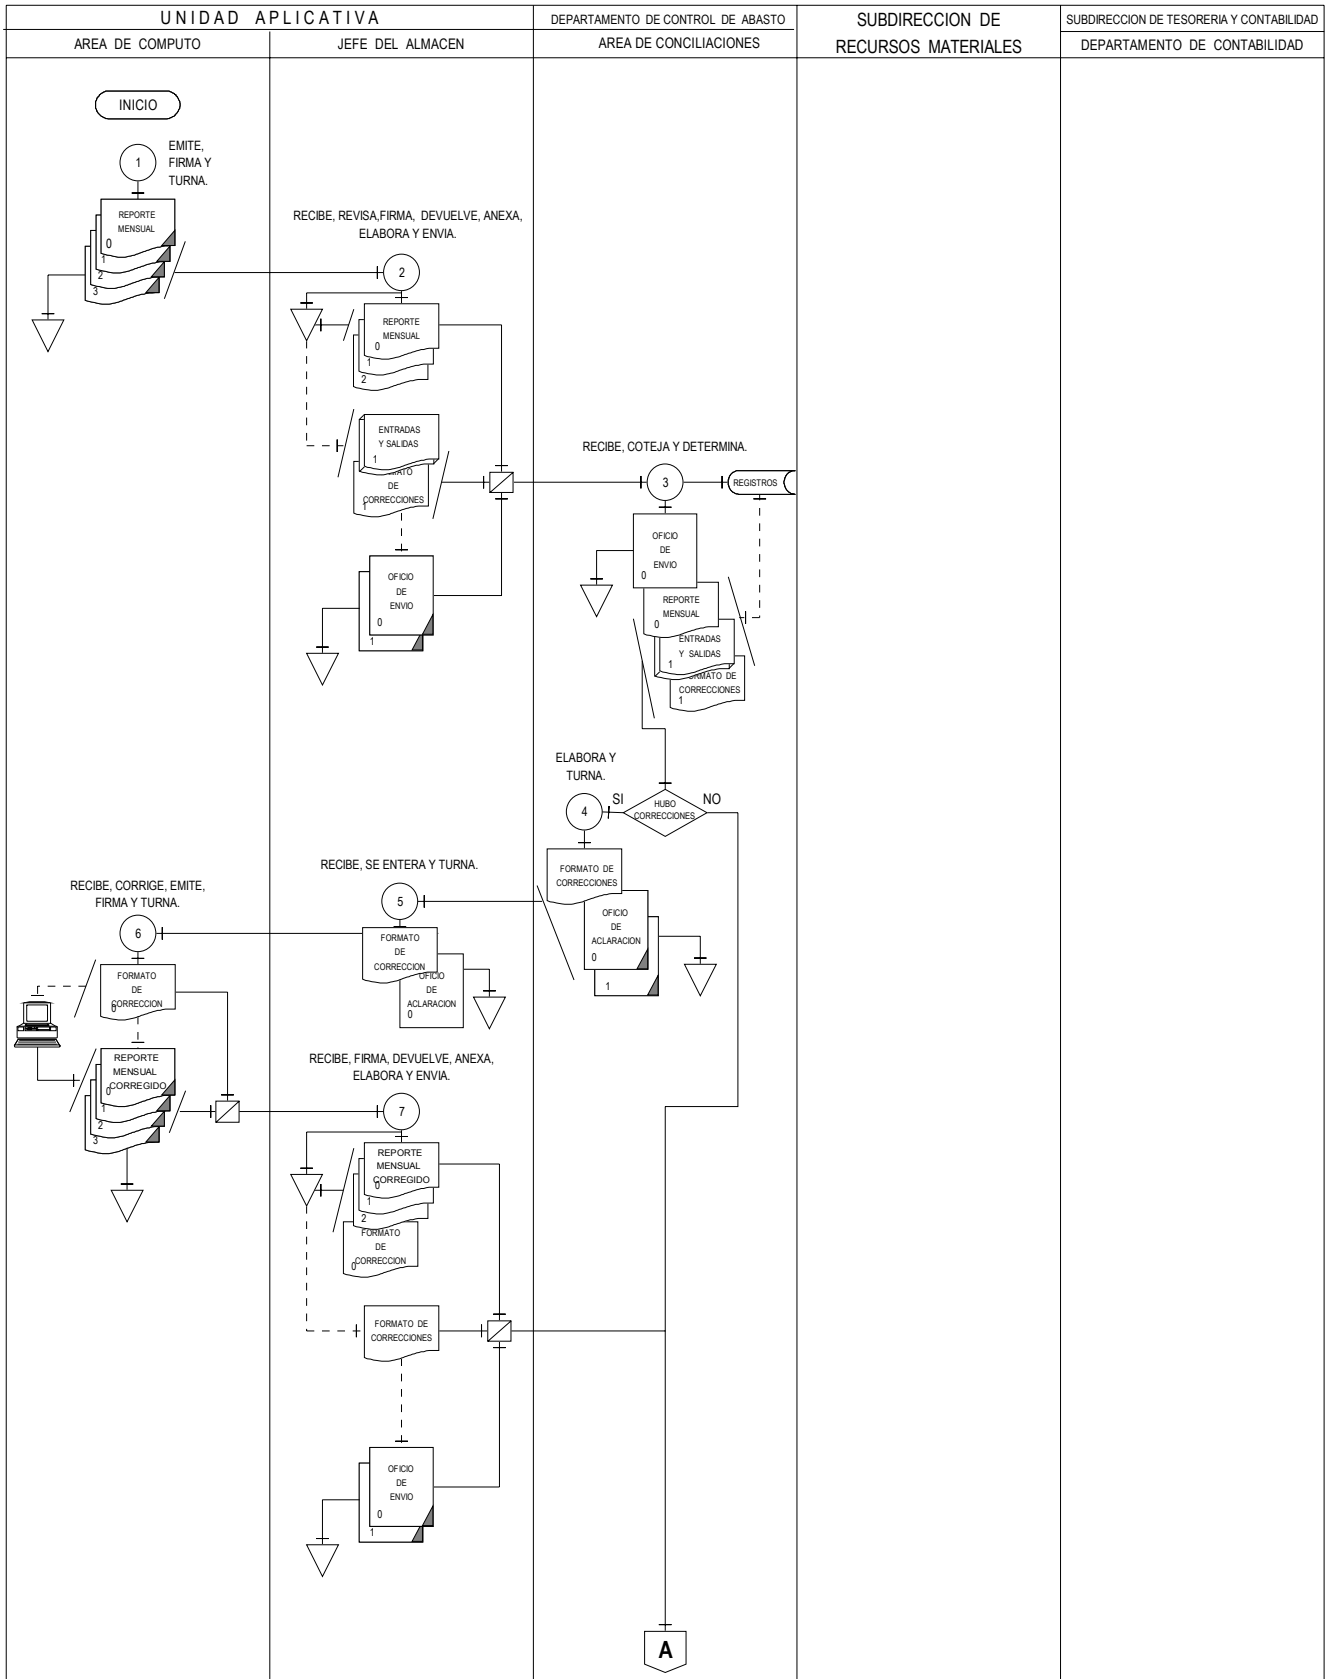 UNIDAD APLICATIVA
DEPARTAMENTO DE CONTROL DE ABASTO
SUBDIRECCION DE
RECURSOS MATERIALES
SUBDIRECCION DE TESORERIA Y CONTABILIDAD
AREA DE COMPUTO
JEFE DEL ALMACEN
AREA DE CONCILIACIONES
DEPARTAMENTO DE CONTABILIDAD
INICIO
1
EMITE,
FIRMA Y
TURNA.
REPORTE
MENSUAL
0
1
2
3
RECIBE, REVISA,FIRMA, DEVUELVE, ANEXA,
ELABORA Y ENVIA.
2
REPORTE
MENSUAL
0
1
2
ENTRADAS
Y SALIDAS
1
DE
CORRECCIONES
1
OFICIO
DE
ENVIO
0
1
RECIBE, COTEJA Y DETERMINA.
3
REGISTROS
OFICIO
DE
ENVIO
0
REPORTE
MENSUAL
0
ENTRADAS
Y SALIDAS
1
FORMATO DE
CORRECCIONES
1
HUBO
CORRECCIONES
SI
NO
ELABORA Y
TURNA.
4
FORMATO DE
CORRECCIONES
OFICIO
DE
ACLARACION
0
1
RECIBE, SE ENTERA Y TURNA.
5
FORMATO
DE
CORRECCION
OFICIO
DE
ACLARACION
0
RECIBE, CORRIGE, EMITE,
FIRMA Y TURNA.
6
FORMATO
DE
CORRECCION
0
REPORTE
MENSUAL
CORREGIDO
0
1
2
3
RECIBE, FIRMA, DEVUELVE, ANEXA,
ELABORA Y ENVIA.
7
REPORTE
MENSUAL
CORREGIDO
0
1
2
FORMATO
DE
CORRECCION
0
FORMATO DE
CORRECCIONES
OFICIO
DE
ENVIO
0
1
A